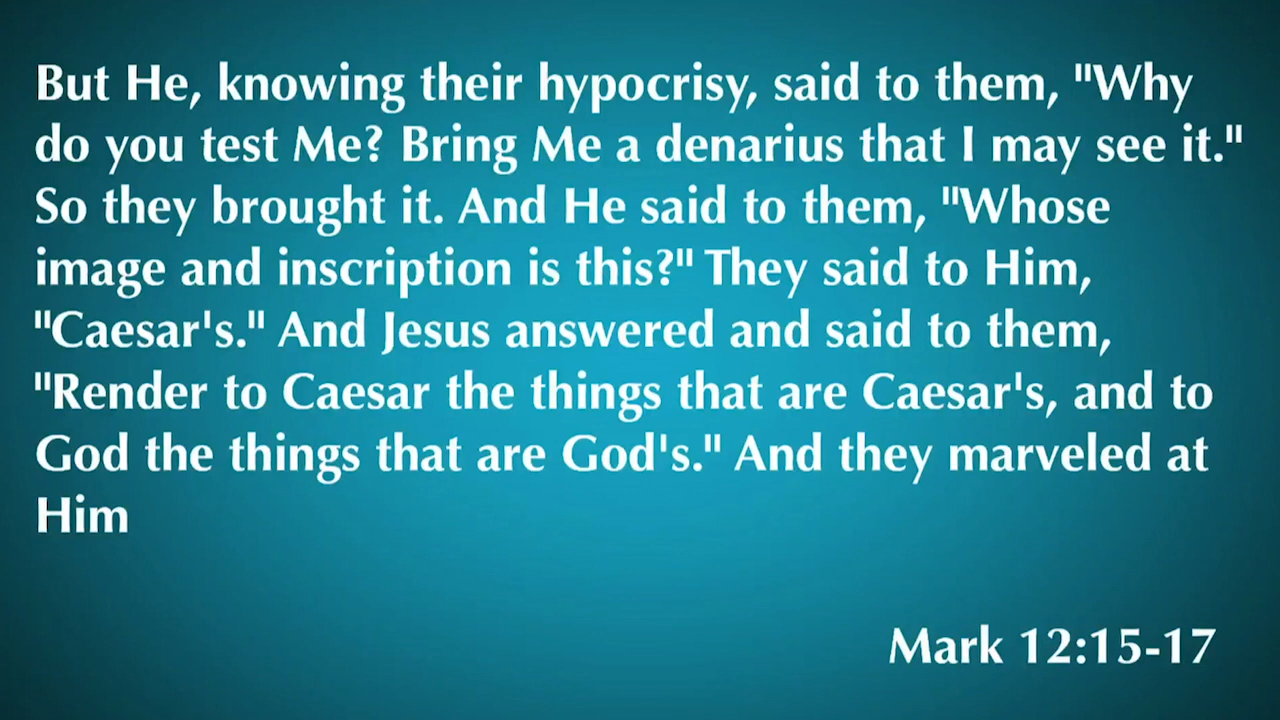 But He, knowing their hypocrisy, said to them, "Why
do you test Me? Bring Me a denarius that I may see it."
So they brought it. And He said to them, "Whose
image and inscription is this?" They said to Him,
"Caesar's." And Jesus answered and said to them,
"Render to Caesar the things that are Caesar's, and to
God the things that are God's." And they marveled at
Him
Mark 12:15-17